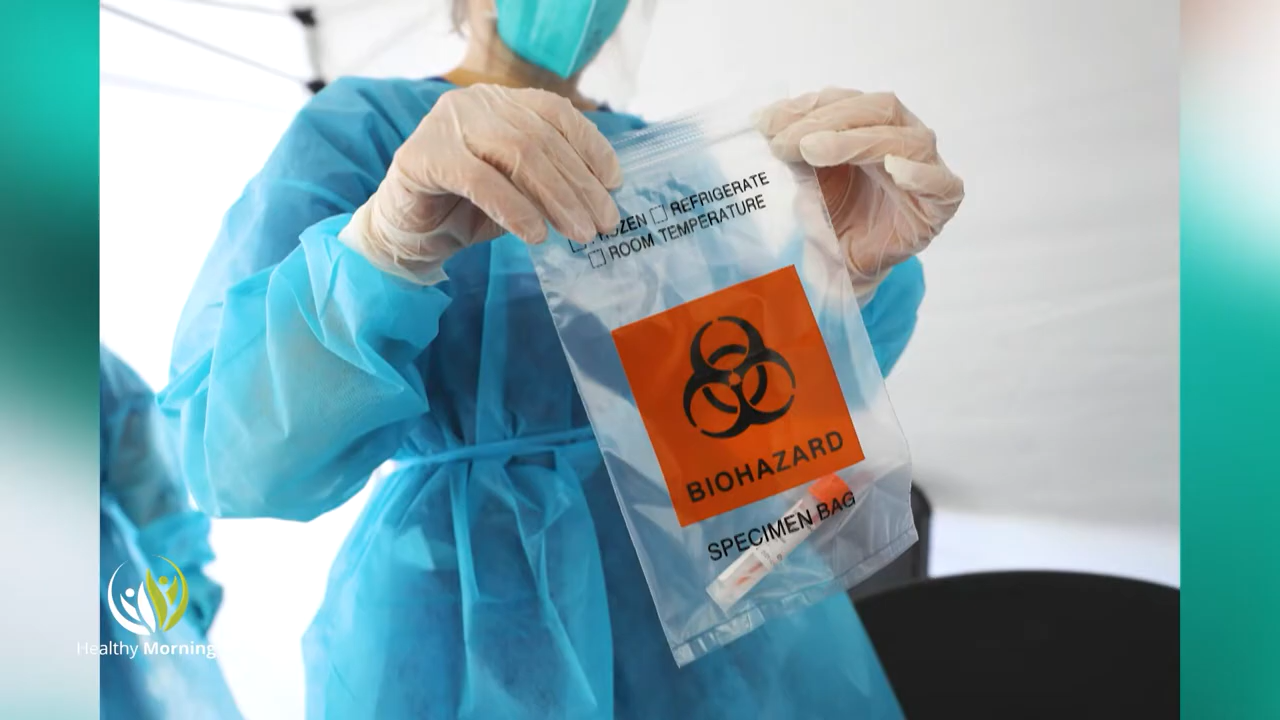 REFRIGERATE
ROOM TEMPERATURE
BIOHAZARD
SPECIMEN BAG
Healthy Morning